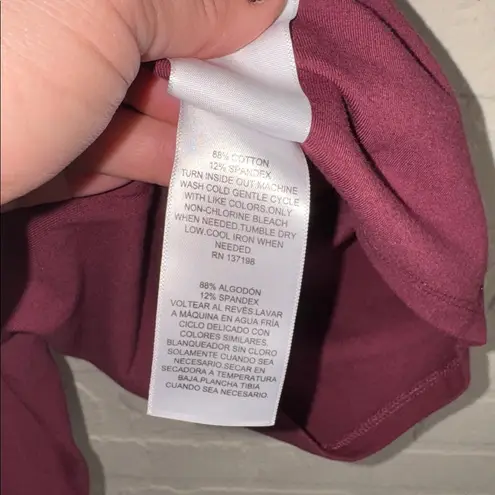 88% COTTON
12% SPANDEX
TURN INSIDE OUT.MACHINE
WASH COLD GENTLE CYCLE
WITH LIKE COLORS.ONLY
NON-CHLORINE BLEACH
WHEN NEEDED.TUMBLE DRY
LOW.COOL IRON WHEN
NEEDED
RN 137198
88% ALGODÓN
12% SPANDEX
VOLTEAR AL REVÉS LAVAR
A MÁQUINA EN AGUA FRÍA
CICLO DELICADO CON
COLORES SIMILARES.
BLANQUEADOR SIN CLORO
SOLAMENTE CUANDO SEA
NECESARIO.SECAR EN
SECADORA A TEMPERATURA
BAJA.PLANCHA TIBIA
CUANDO SEA NECESARIO